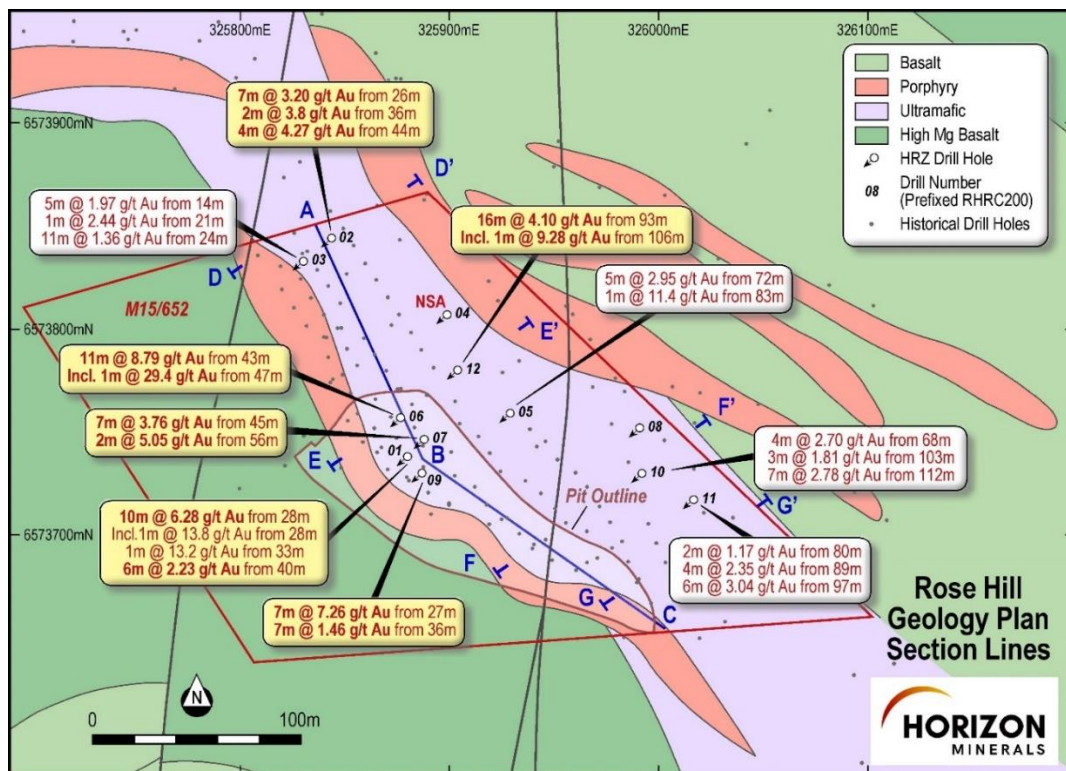 325800mE
325900mE
326000mE
326100mE
6573900mN
6573800mN
6573700mN
Basalt
Porphyry
Ultramafic
High Mg Basalt
HRZ Drill Hole
08
Drill Number
(Prefixed RHRC200)
Historical Drill Holes
7m @ 3.20 g/t Au from 26m
2m @ 3.8 g/t Au from 36m
4m @ 4.27 g/t Au from 44m
5m @ 1.97 g/t Au from 14m
1m @ 2.44 g/t Au from 21m
11m @ 1.36 g/t Au from 24m
16m @ 4.10 g/t Au from 93m
Incl. 1m @ 9.28 g/t Au from 106m
5m @ 2.95 g/t Au from 72m
1m @ 11.4 g/t Au from 83m
D'
A
02
03
D
M15/652
NSA
04
E'
12
11m @ 8.79 g/t Au from 43m
Incl. 1m @ 29.4 g/t Au from 47m
7m @ 3.76 g/t Au from 45m
2m @ 5.05 g/t Au from 56m
06
07
05
08
F'
01
B
E
09
10
11
G'
Pit Outline
4m @ 2.70 g/t Au from 68m
3m @ 1.81 g/t Au from 103m
7m @ 2.78 g/t Au from 112m
10m @ 6.28 g/t Au from 28m
Incl.1m @ 13.8 g/t Au from 28m
1m @ 13.2 g/t Au from 33m
6m @ 2.23 g/t Au from 40m
2m @ 1.17 g/t Au from 80m
4m @ 2.35 g/t Au from 89m
6m @ 3.04 g/t Au from 97m
F
G
C
7m @ 7.26 g/t Au from 27m
7m @ 1.46 g/t Au from 36m
Rose Hill
Geology Plan
Section Lines
N
0
100m
HORIZON
MINERALS